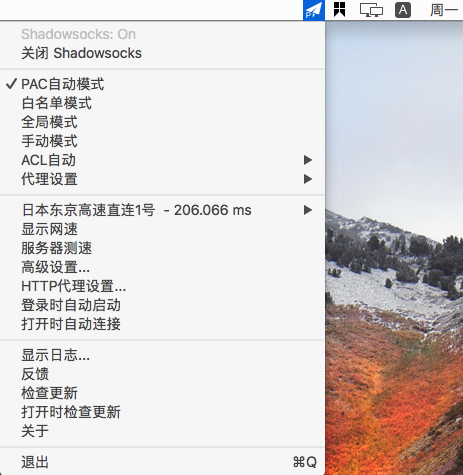 A 周一
Shadowsocks: On
关闭 Shadowsocks
PAC自动模式
白名单模式
全局模式
手动模式
ACL自动
代理设置
日本东京高速直连1号 - 206.066 ms
显示网速
服务器测速
高级设置...
HTTP代理设置...
登录时自动启动
打开时自动连接
显示日志...
反馈
检查更新
打开时检查更新
关于
退出 ⌘Q